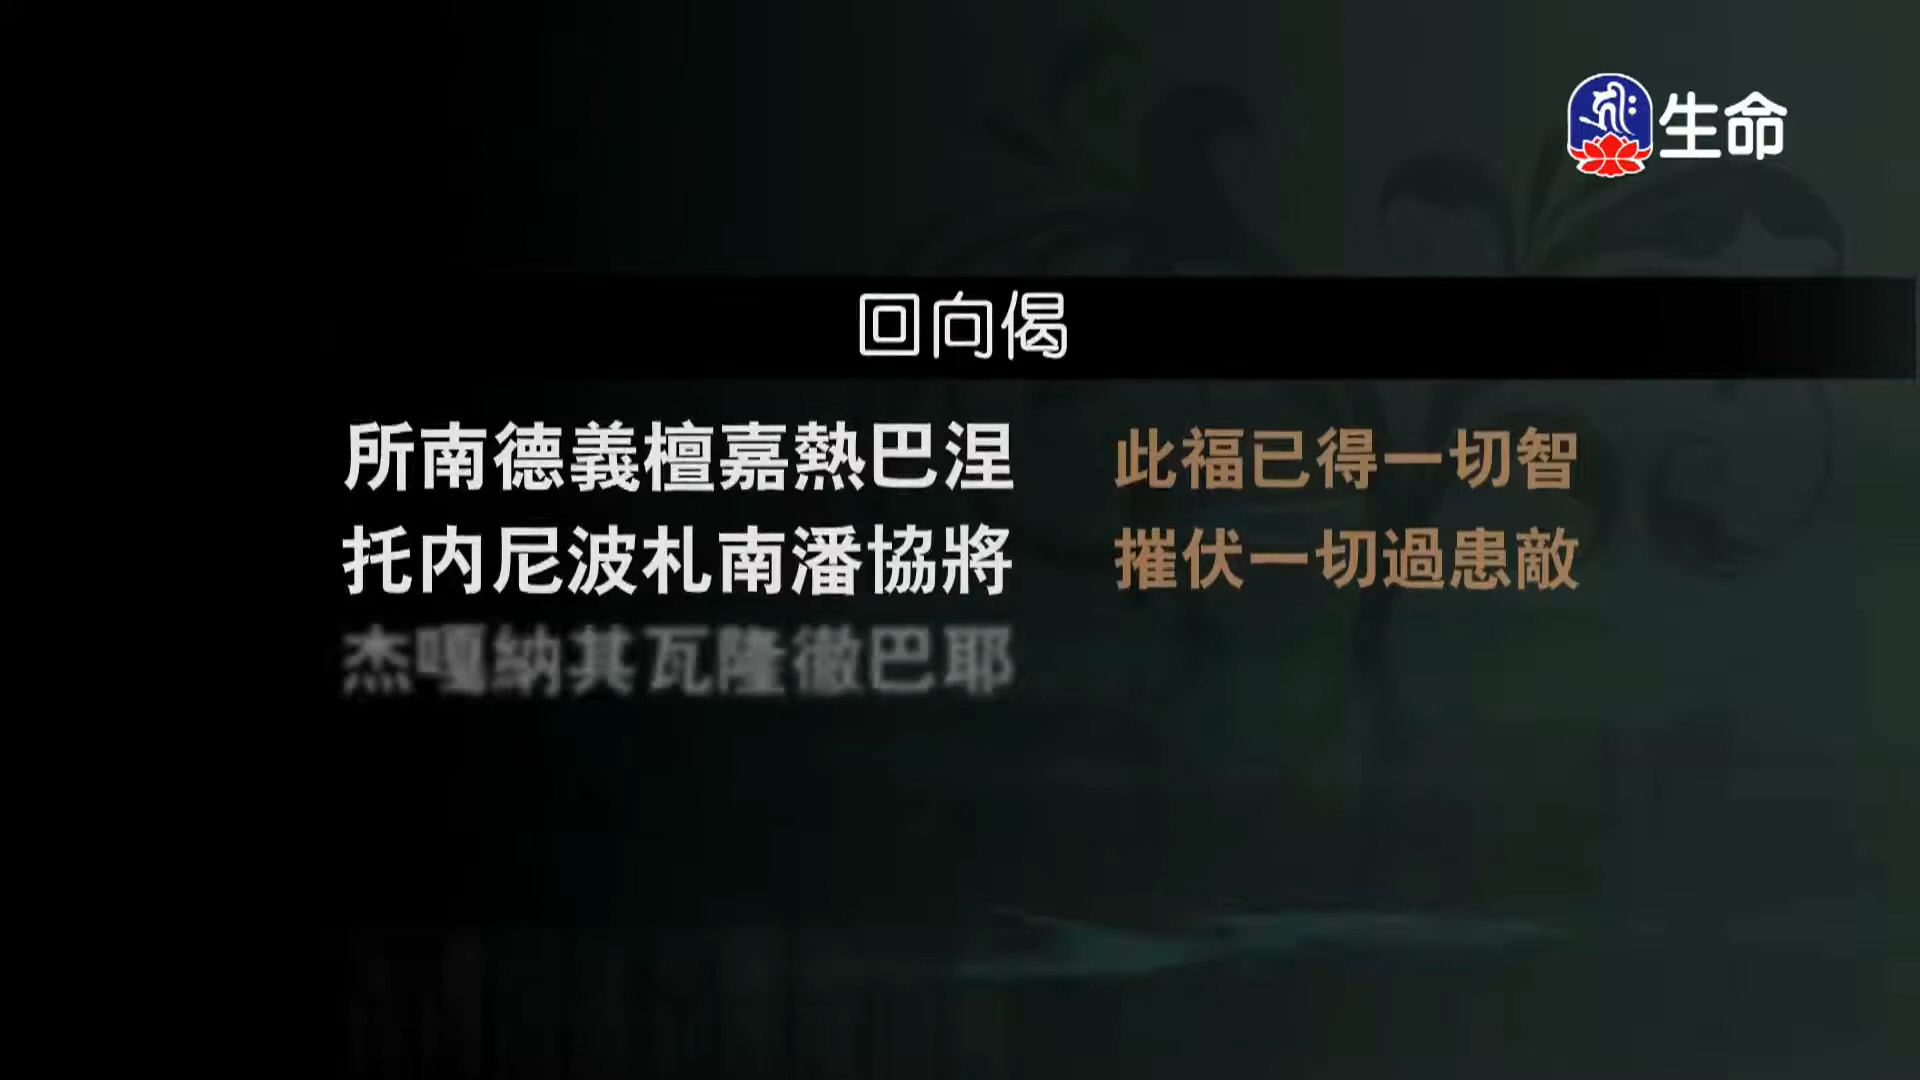 生命
回向偈
所南德義檀嘉熱巴涅 此福已得一切智
托内尼波札南潘協將 摧伏一切過患敵
杰嘎納其瓦隆徹巴耶